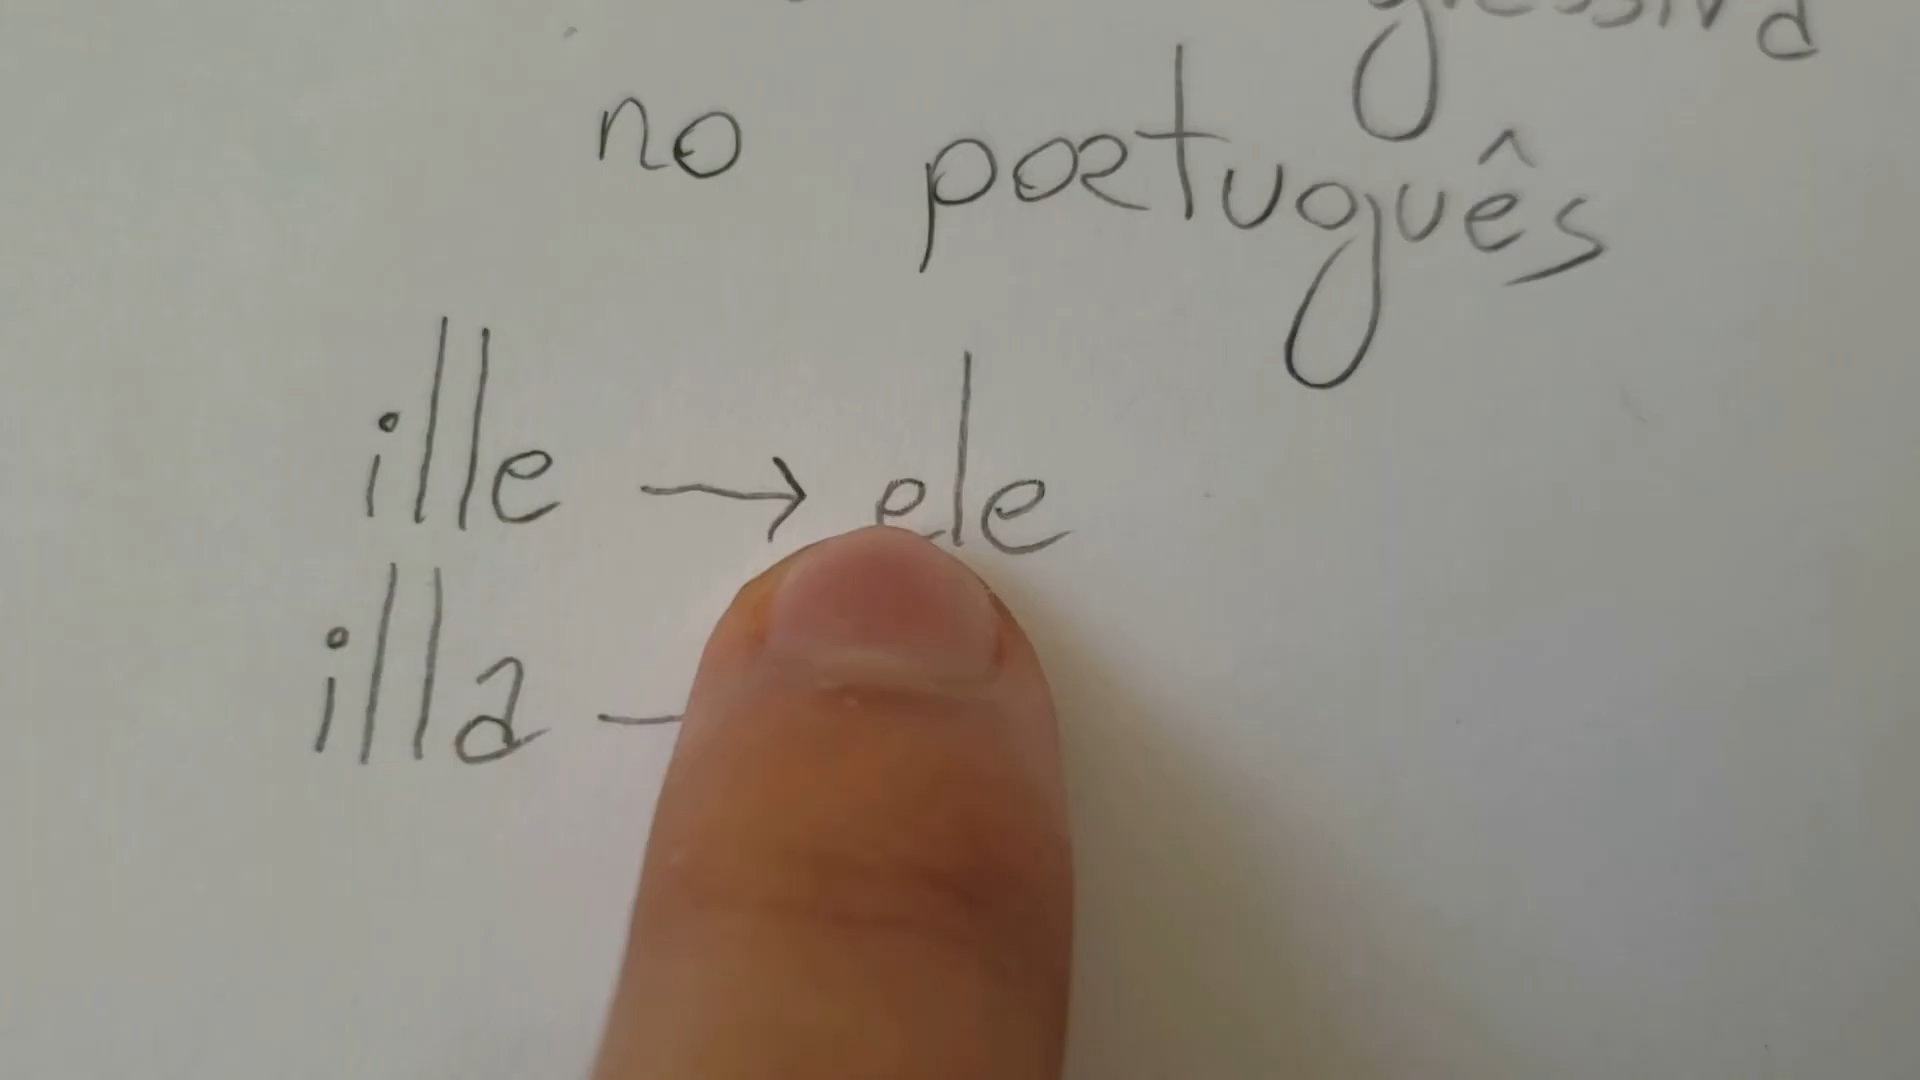 no português
ille → ele
illa